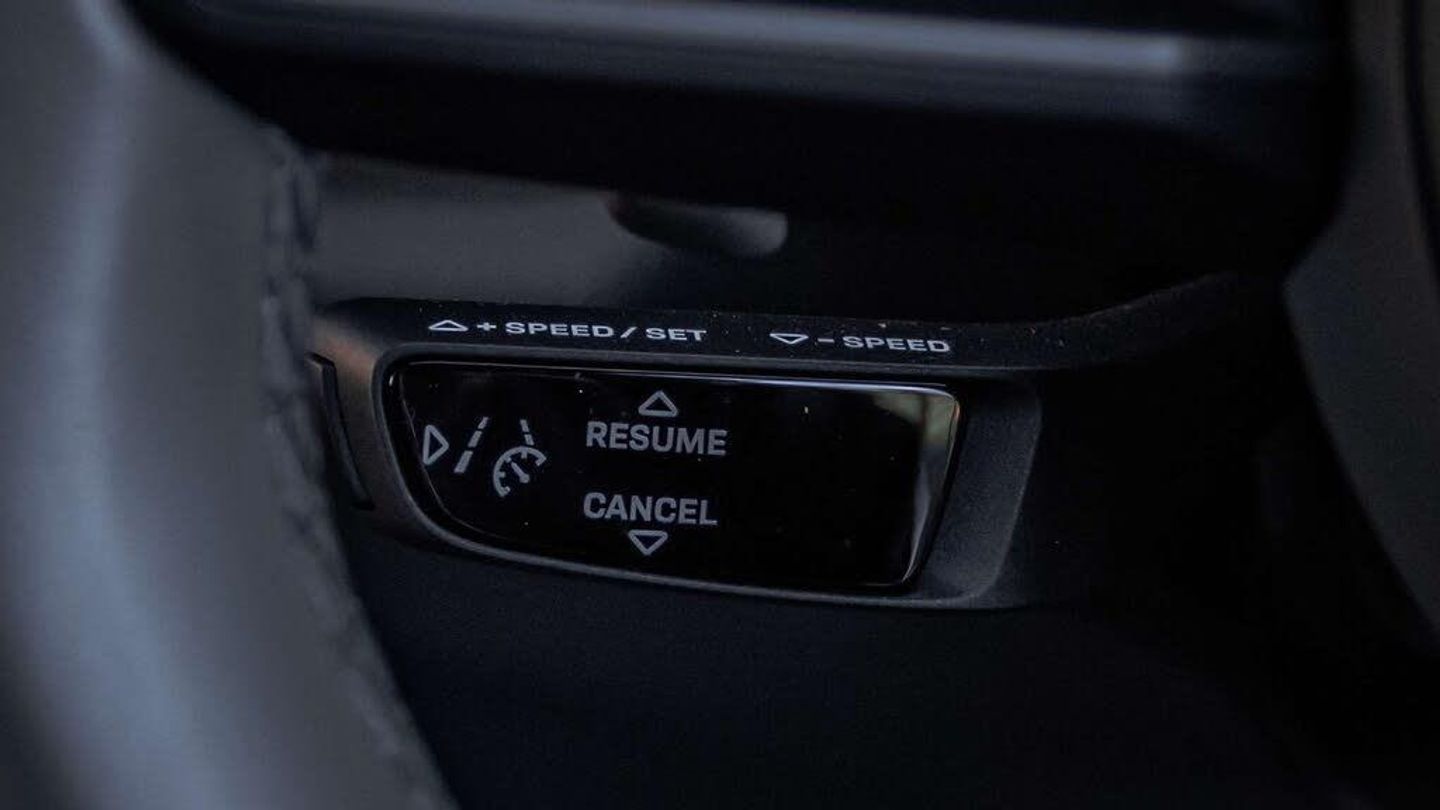 + SPEED / SET - SPEED
RESUME
CANCEL